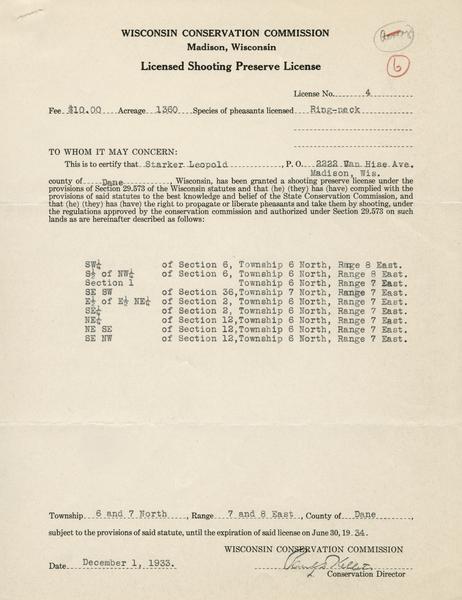 WISCONSIN CONSERVATION COMMISSION
Madison, Wisconsin
Licensed Shooting Preserve License
6
License No. 4
Fee $10.00 Acreage 1360 Species of pheasants licensed Ring-neck
TO WHOM IT MAY CONCERN:
This is to certify that Starker Leopold, P. O. 2222 Van Hise Ave.
Madison, Wis.
county of Dane, Wisconsin, has been granted a shooting preserve license under the
provisions of Section 29.573 of the Wisconsin statutes and that (he) (they) has (have) complied with the
provisions of said statutes to the best knowledge and belief of the State Conservation Commission, and
that (he) (they) has (have) the right to propagate or liberate pheasants and take them by shooting, under
the regulations approved by the conservation commission and authorized under Section 29.573 on such
lands as are hereinafter described as follows:
SW¼ of Section 6, Township 6 North, Range 8 East.
S½ of NW¼ of Section 6, Township 6 North, Range 8 East.
Section 1 Township 6 North, Range 7 East.
SE SW of Section 36, Township 7 North, Range 7 East.
E½ of E½ NE¼ of Section 2, Township 6 North, Range 7 East.
SE¼ of Section 2, Township 6 North, Range 7 East.
NE¼ of Section 12, Township 6 North, Range 7 East.
NE SE of Section 12, Township 6 North, Range 7 East.
SE NW of Section 12, Township 6 North, Range 7 East.
Township 6 and 7 North, Range 7 and 8 East, County of Dane
subject to the provisions of said statute, until the expiration of said license on June 30, 19 34.
WISCONSIN CONSERVATION COMMISSION
Date December 1, 1933.
Conservation Director